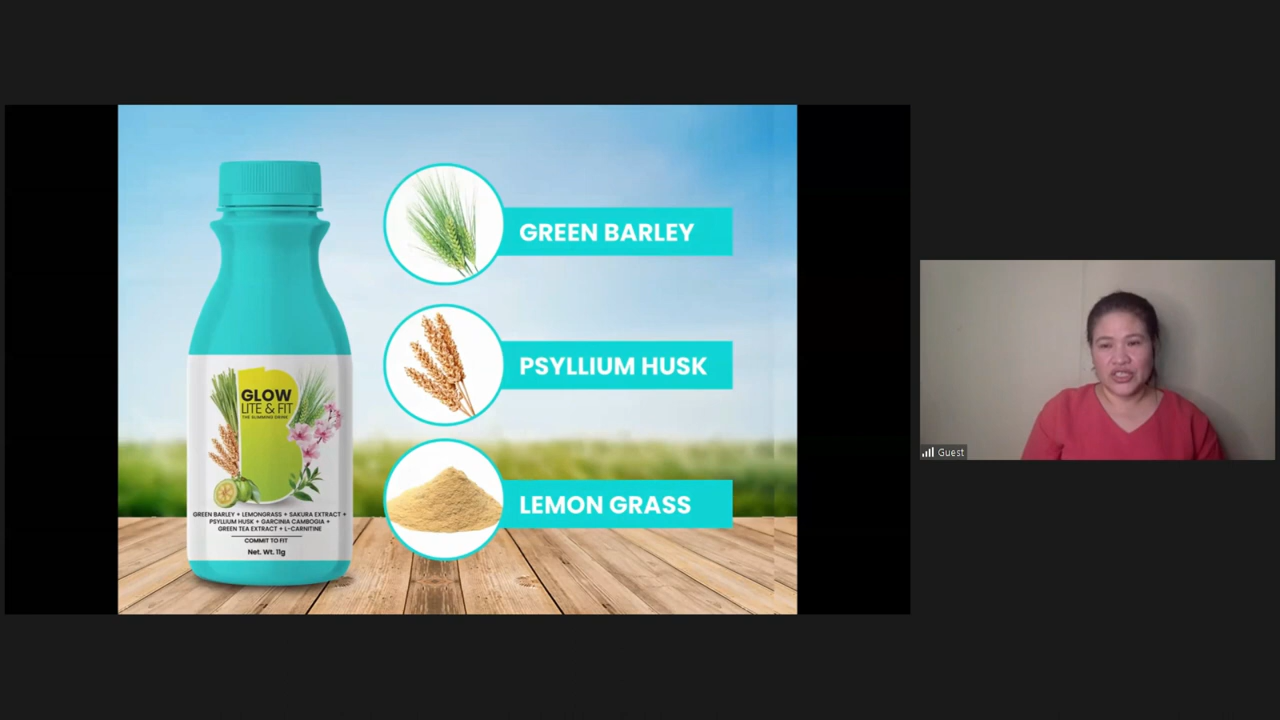 GREEN BARLEY
PSYLLIUM HUSK
LEMON GRASS
GLOW
LITE & FIT
THE SLIMMING DRINK
GREEN BARLEY + LEMONGRASS + SAKURA EXTRACT +
PSYLLIUM HUSK + GARCINIA CAMBOGIA +
GREEN TEA EXTRACT + L-CARNITINE
COMMIT TO FIT
Net. Wt. 11g
Guest